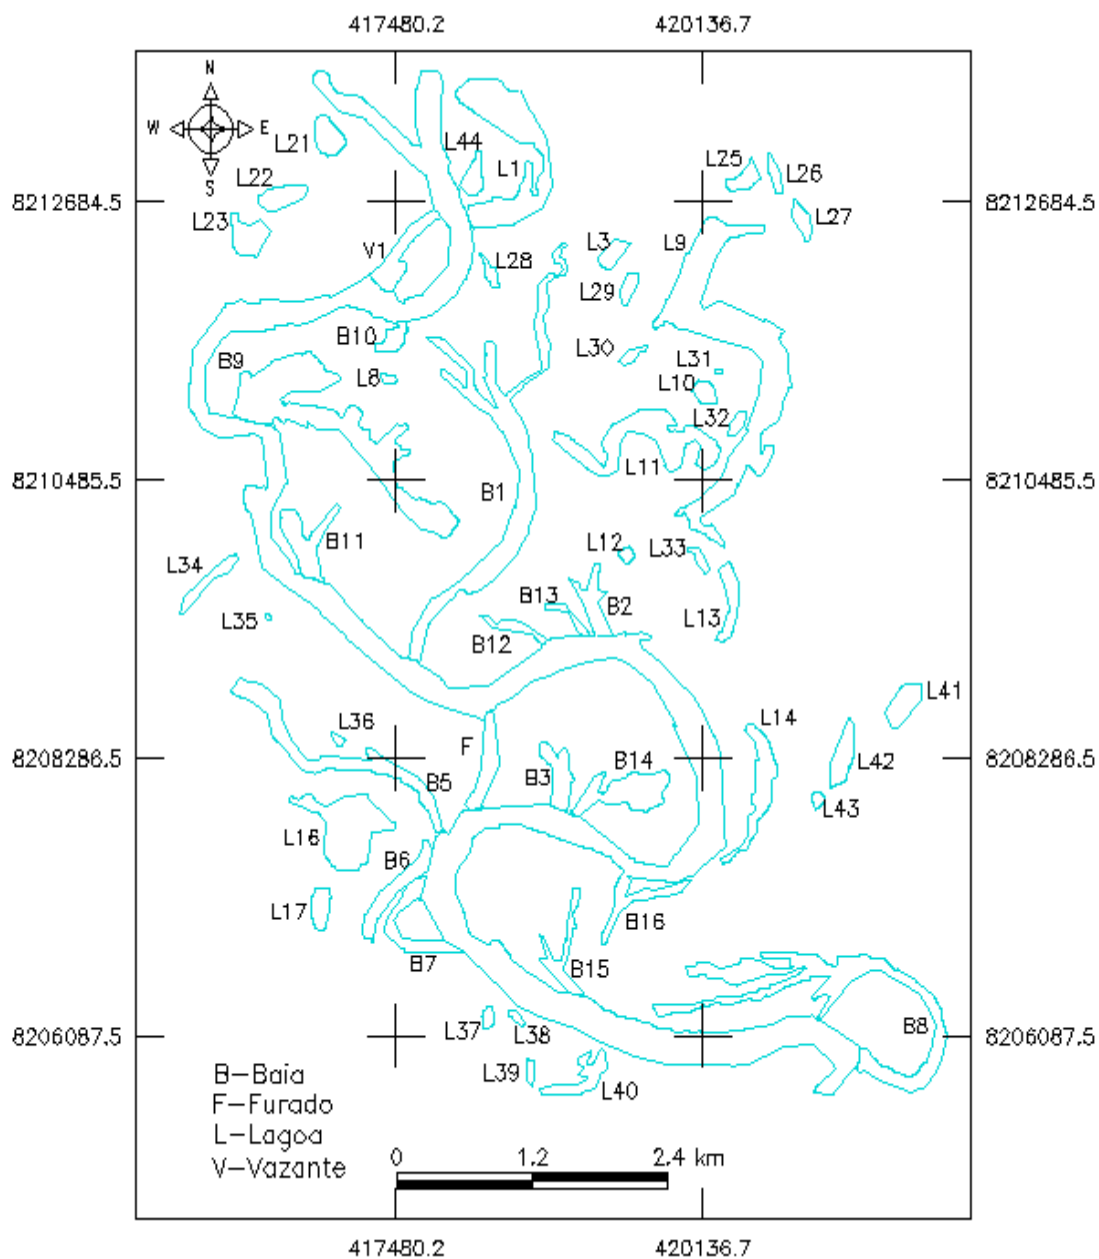 417480.2 420136.7
N
W E
S
L21
L44
L1
L25
L26
L22
8212684.5 8212684.5
L23
L27
V1
L3
L9
L28
L29
B10
L30
B9
L8
L31
L10
L32
L11
8210485.5 8210485.5
B1
B11
L12
L33
L34
B13
B2
L35
B12
L13
L41
L14
L36
F
8208286.5 8208286.5
B14
L42
B5
B3
L43
L16
B6
L17
B16
B7
B15
L37
L38
B8
8206087.5 8206087.5
L39
L40
B-Baia
F-Furado
L-Lagoa
V-Vazante
0 1.2 2.4 km
417480.2 420136.7